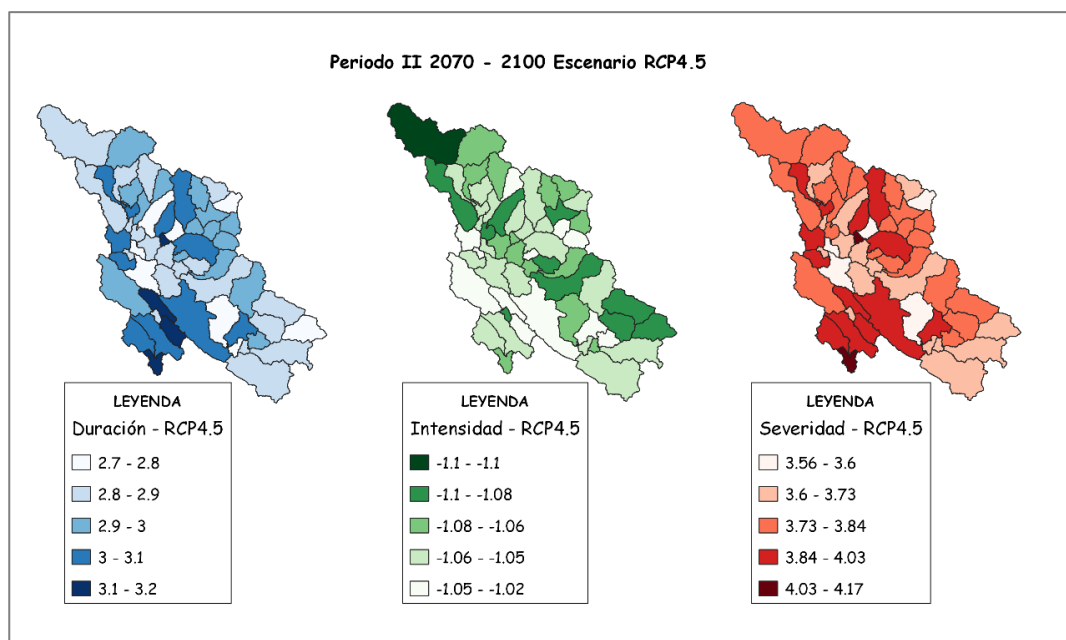 Periodo II 2070 - 2100 Escenario RCP4.5
LEYENDA
Duración - RCP4.5
2.7 - 2.8
2.8 - 2.9
2.9 - 3
3 - 3.1
3.1 - 3.2
LEYENDA
Intensidad - RCP4.5
-1.1 - -1.1
-1.1 - -1.08
-1.08 - -1.06
-1.06 - -1.05
-1.05 - -1.02
LEYENDA
Severidad - RCP4.5
3.56 - 3.6
3.6 - 3.73
3.73 - 3.84
3.84 - 4.03
4.03 - 4.17